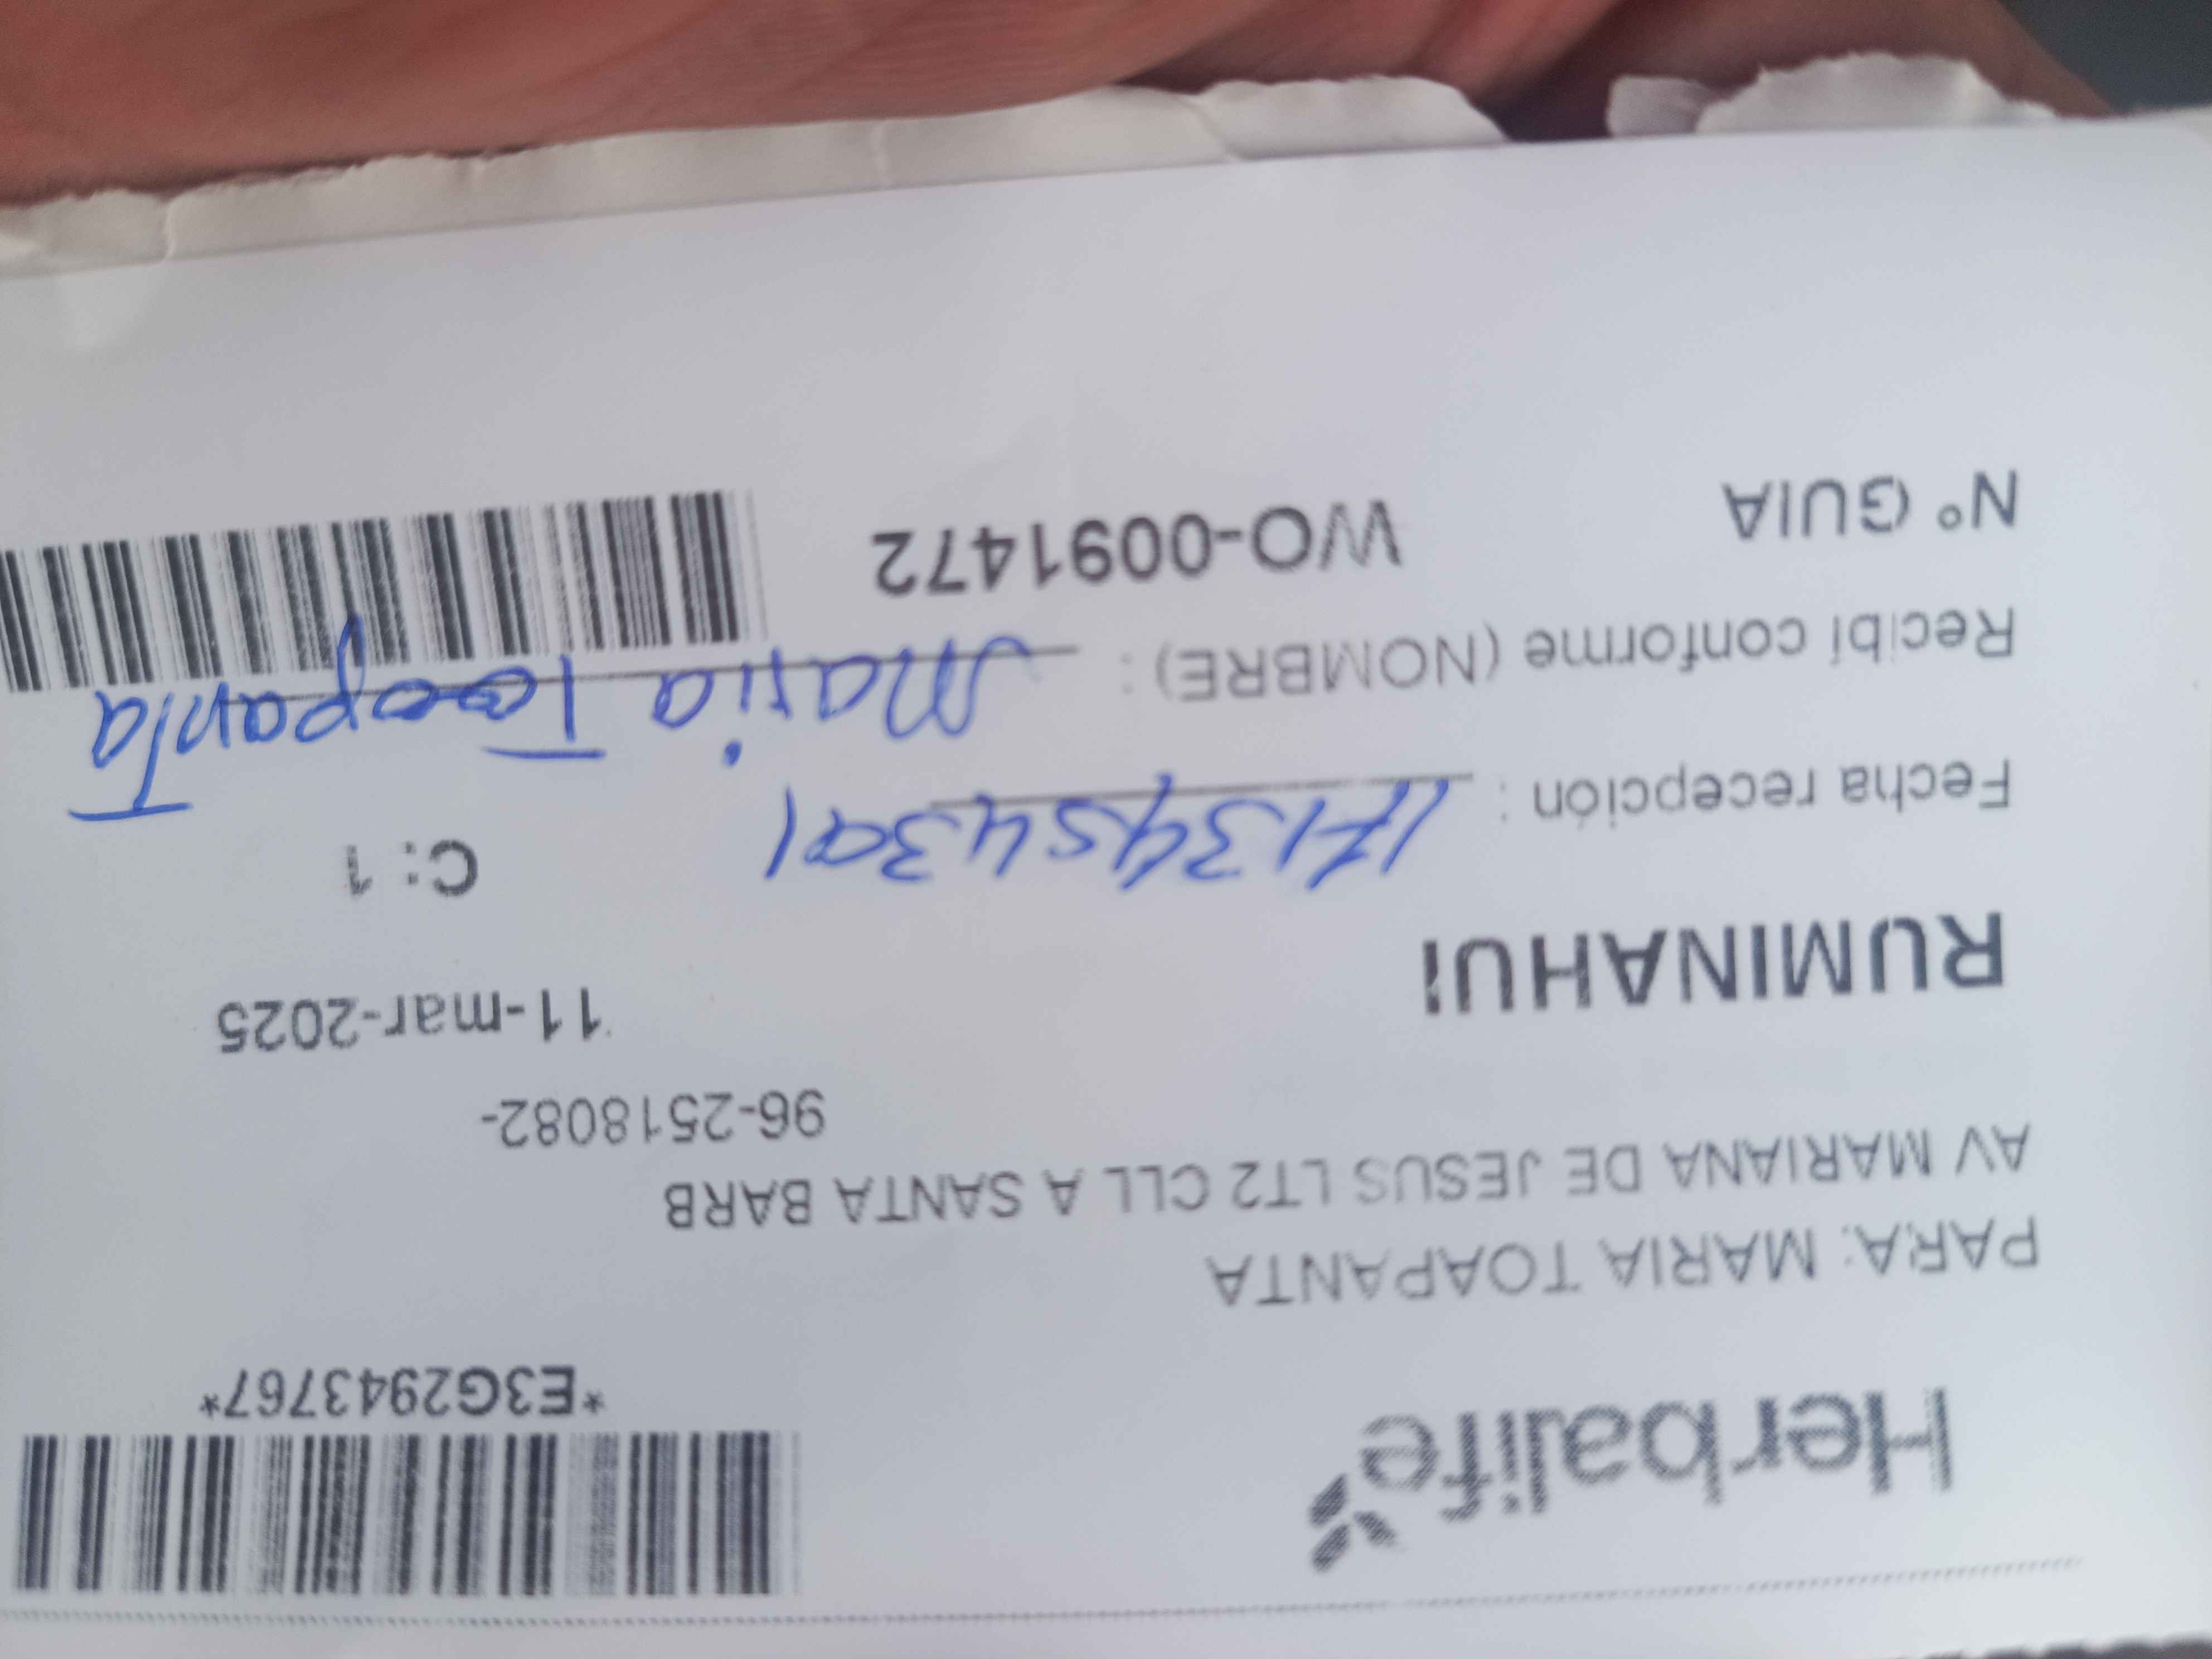 Herbalife
*E3G2943767*
PARA: MARIA TOAPANTA
AV MARIANA DE JESUS LT2 CLL A SANTA BARB
96-2518082-
RUMINAHUI
11-mar-2025
C: 1
Fecha recepción :
Recibí conforme (NOMBRE) : Maria Toapanta
N° GUIA WO-0091472